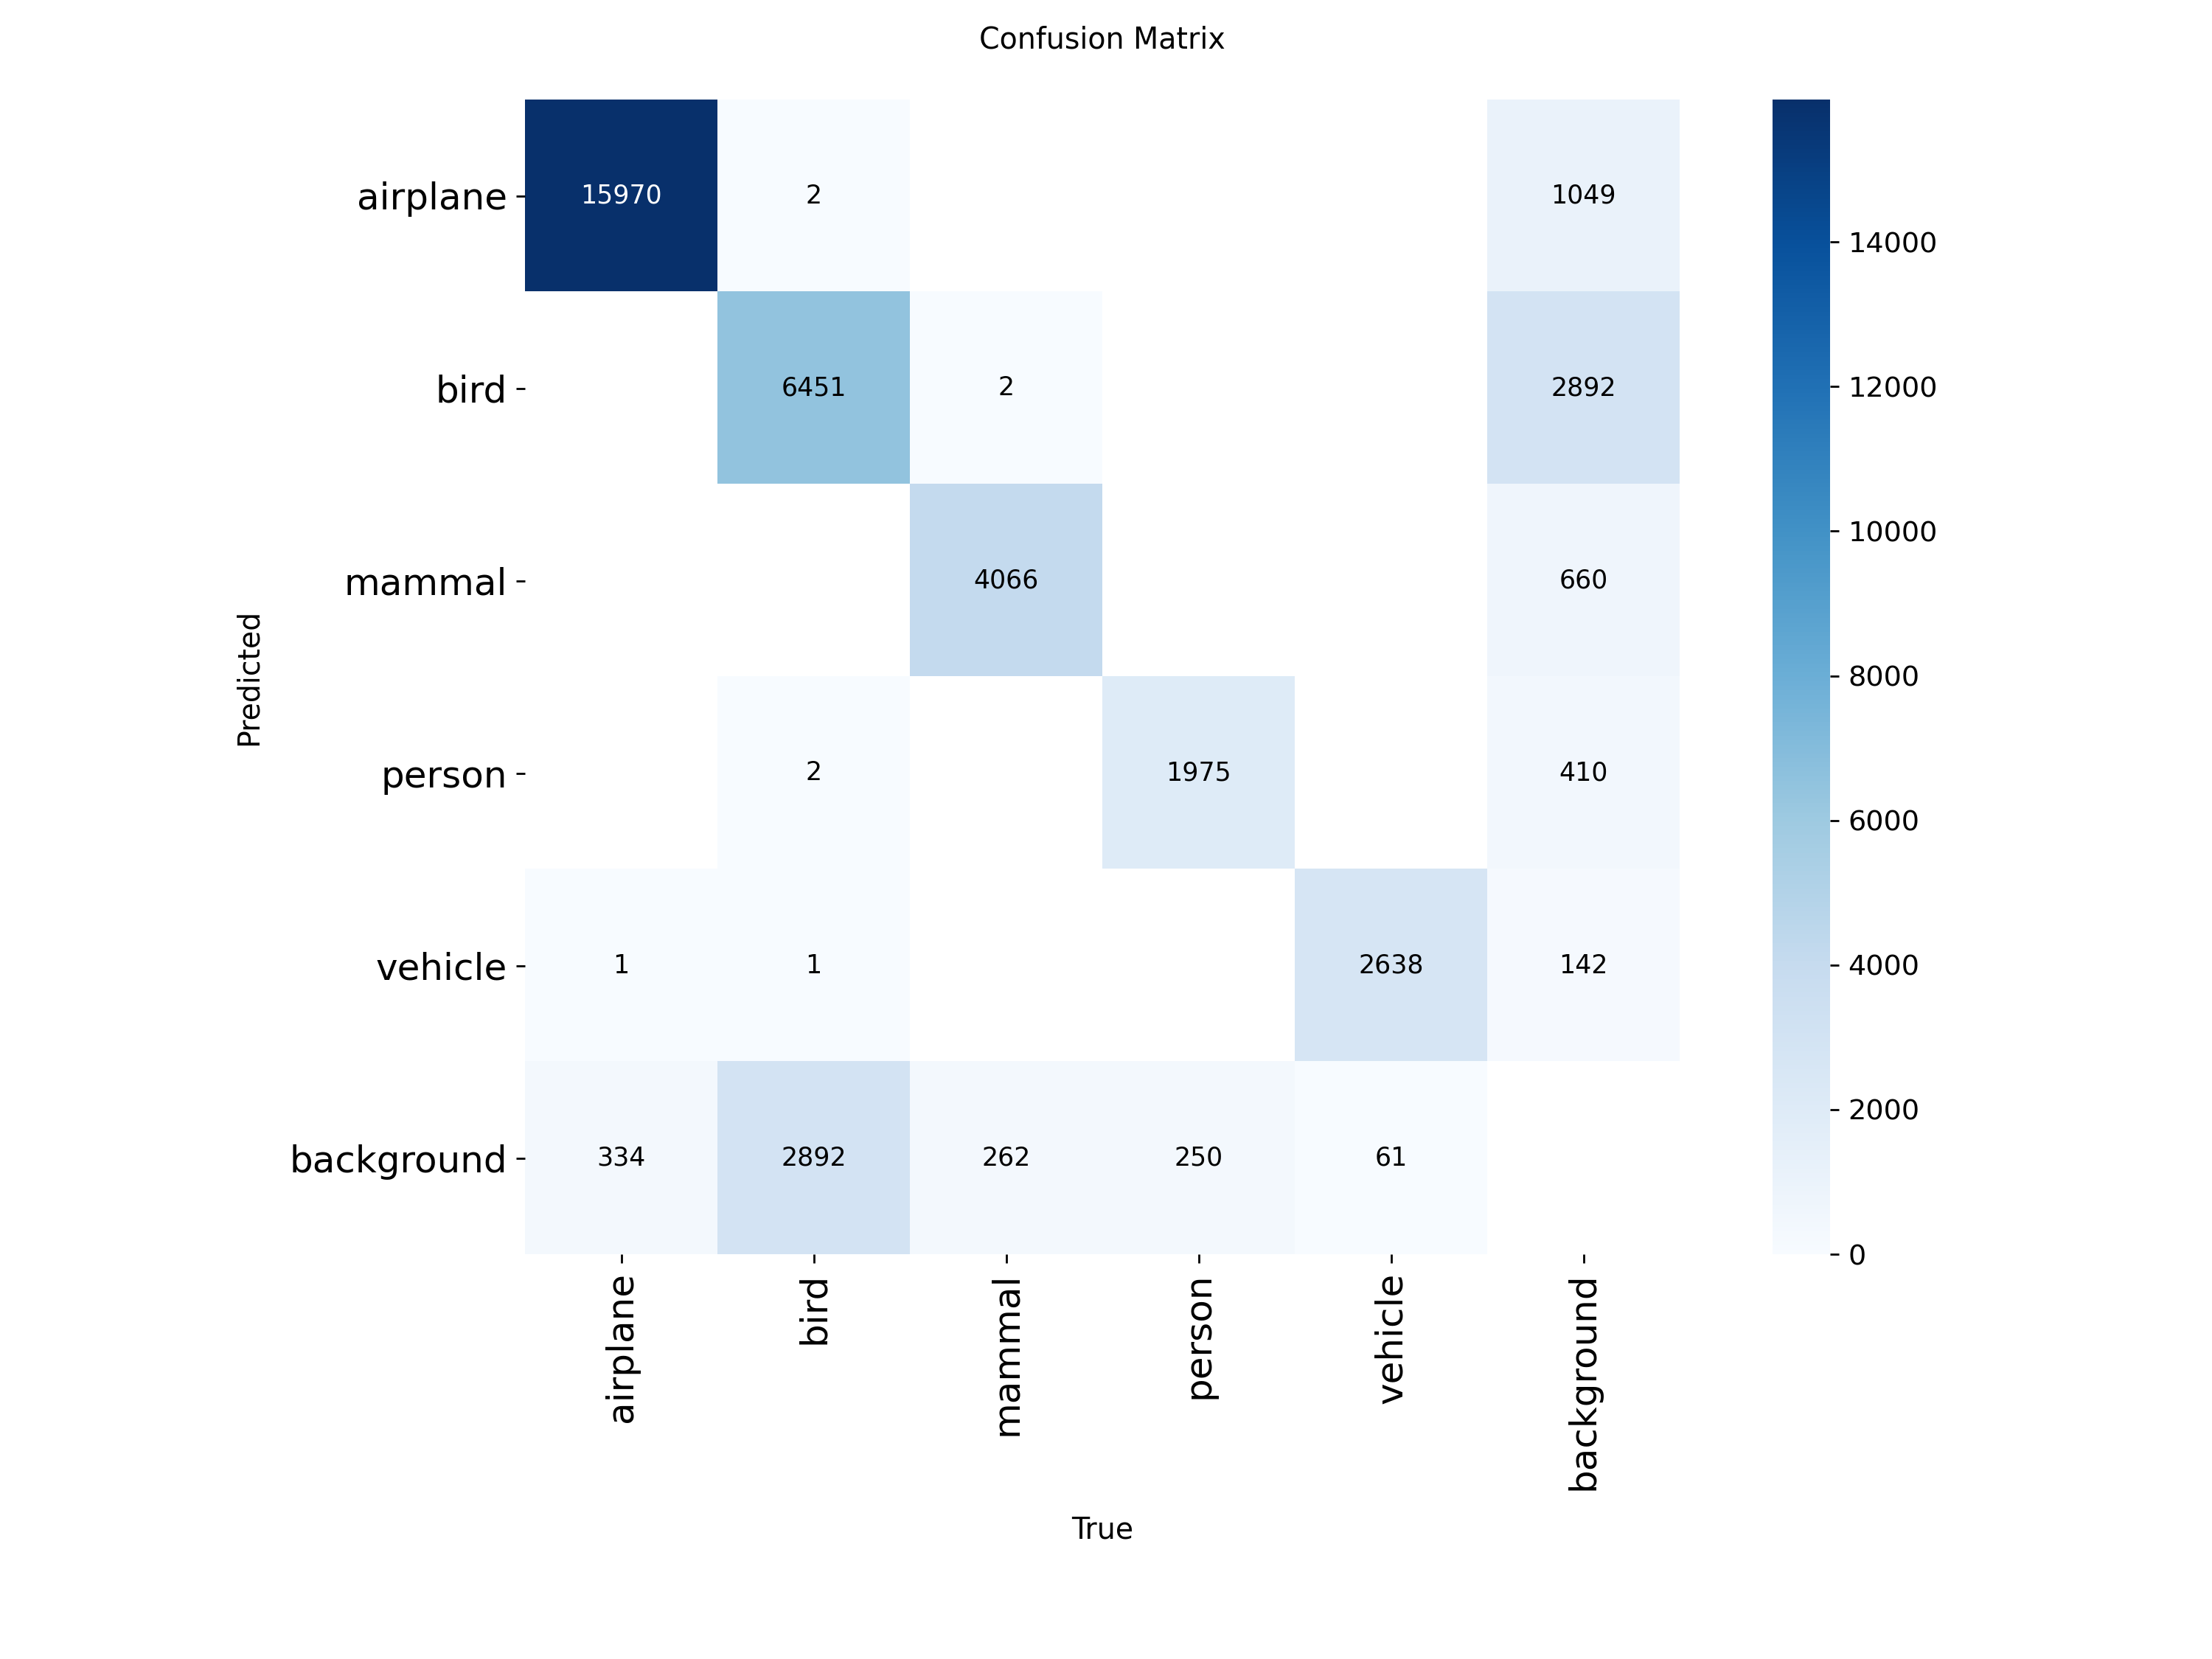 Confusion Matrix
airplane 15970 2 1049
bird 6451 2 2892
mammal 4066 660
person 2 1975 410
vehicle 1 1 2638 142
background 334 2892 262 250 61
airplane bird mammal person vehicle background
True
Predicted
14000
12000
10000
8000
6000
4000
2000
0